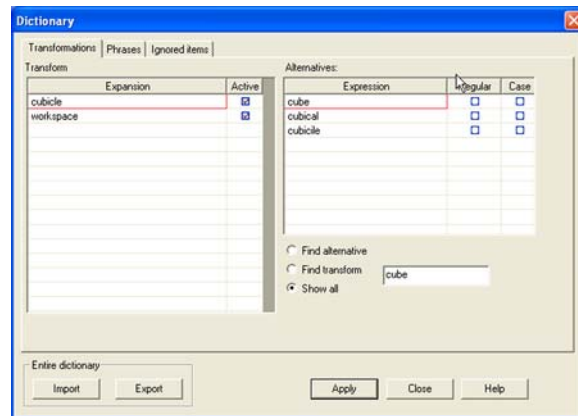 Dictionary
Transformations Phrases Ignored items
Transform
Alternatives:
Expansion Active
Expression Irregular Case
cubicle
workspace
cube
cubical
cubicile
Find alternative
Find transform
cube
Show all
Entire dictionary
Import Export
Apply Close Help